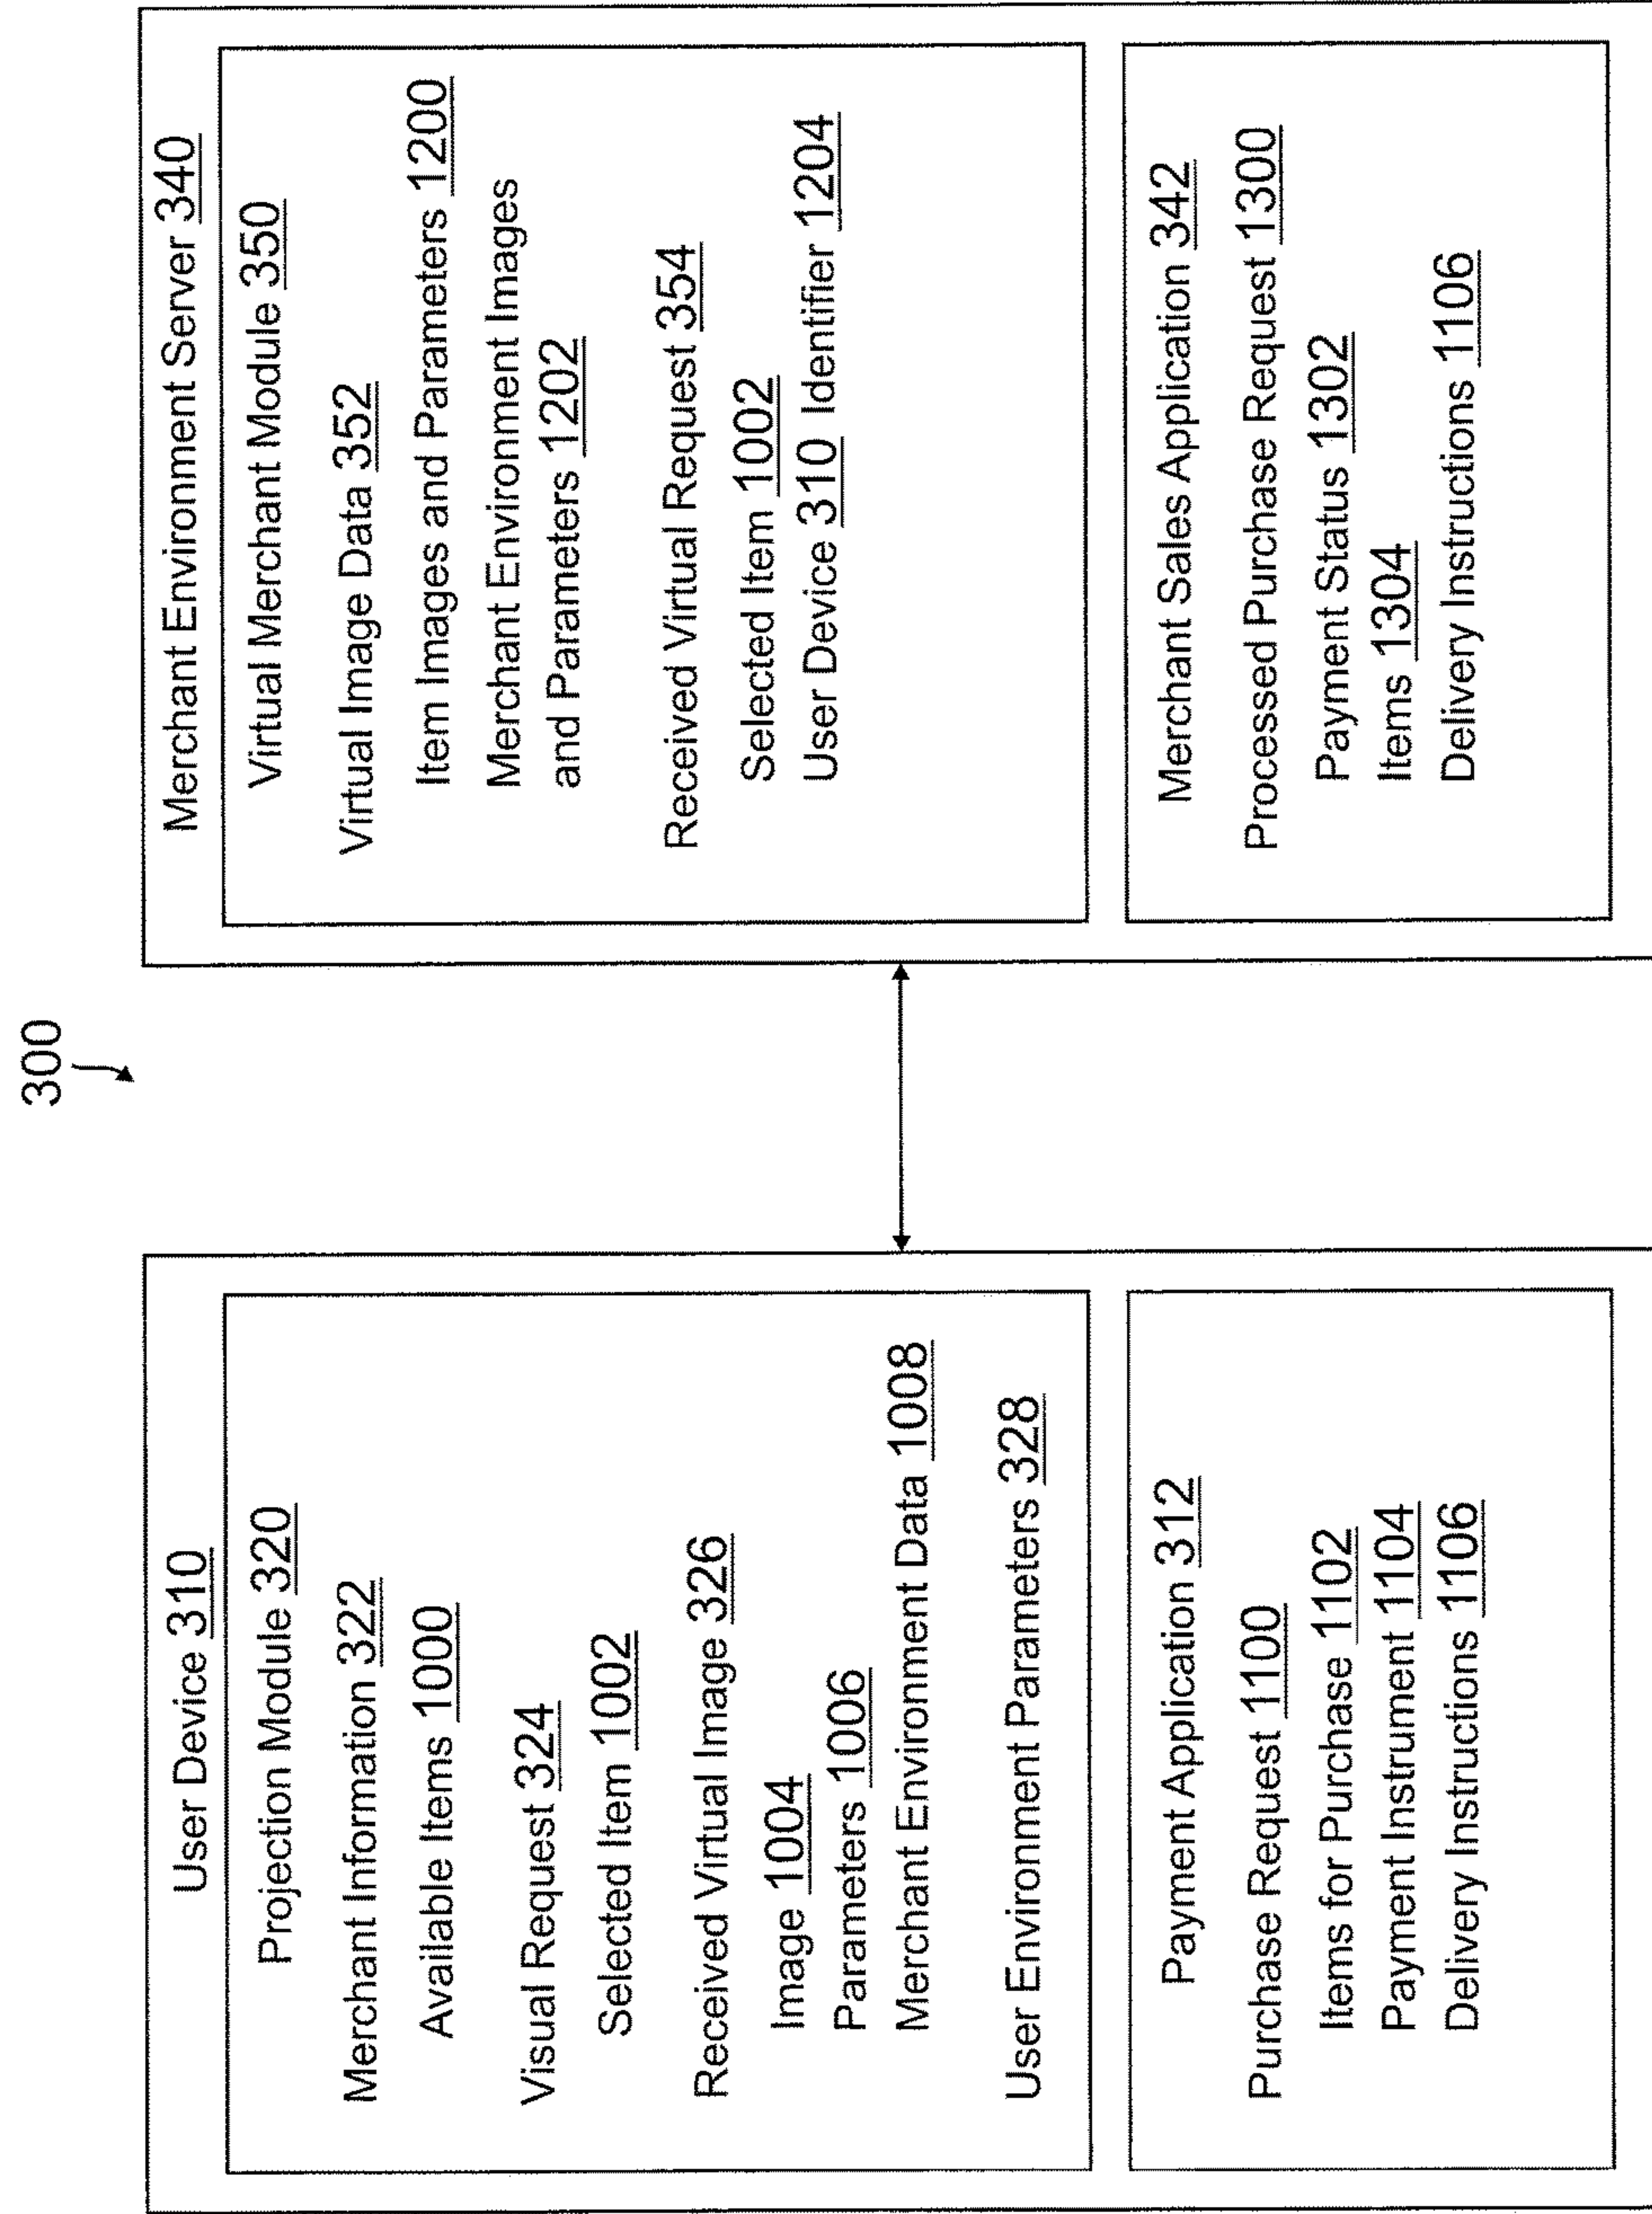 300
User Device 310
Projection Module 320
Merchant Information 322
Available Items 1000
Visual Request 324
Selected Item 1002
Received Virtual Image 326
Image 1004
Parameters 1006
Merchant Environment Data 1008
User Environment Parameters 328
Payment Application 312
Purchase Request 1100
Items for Purchase 1102
Payment Instrument 1104
Delivery Instructions 1106
Merchant Environment Server 340
Virtual Merchant Module 350
Virtual Image Data 352
Item Images and Parameters 1200
Merchant Environment Images
and Parameters 1202
Received Virtual Request 354
Selected Item 1002
User Device 310 Identifier 1204
Merchant Sales Application 342
Processed Purchase Request 1300
Payment Status 1302
Items 1304
Delivery Instructions 1106